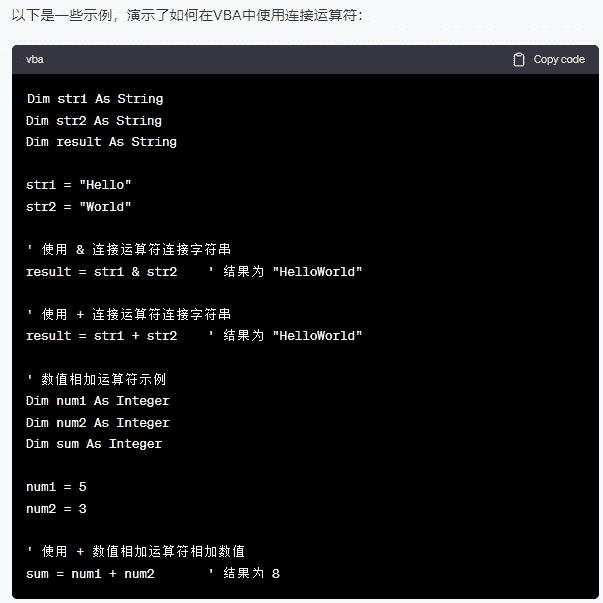 以下是一些示例，演示了如何在VBA中使用连接运算符：
vba
Copy code
Dim str1 As String
Dim str2 As String
Dim result As String
str1 = "Hello"
str2 = "World"
' 使用 & 连接运算符连接字符串
result = str1 & str2    ' 结果为 "HelloWorld"
' 使用 + 连接运算符连接字符串
result = str1 + str2    ' 结果为 "HelloWorld"
' 数值相加运算符示例
Dim num1 As Integer
Dim num2 As Integer
Dim sum As Integer
num1 = 5
num2 = 3
' 使用 + 数值相加运算符相加数值
sum = num1 + num2       ' 结果为 8